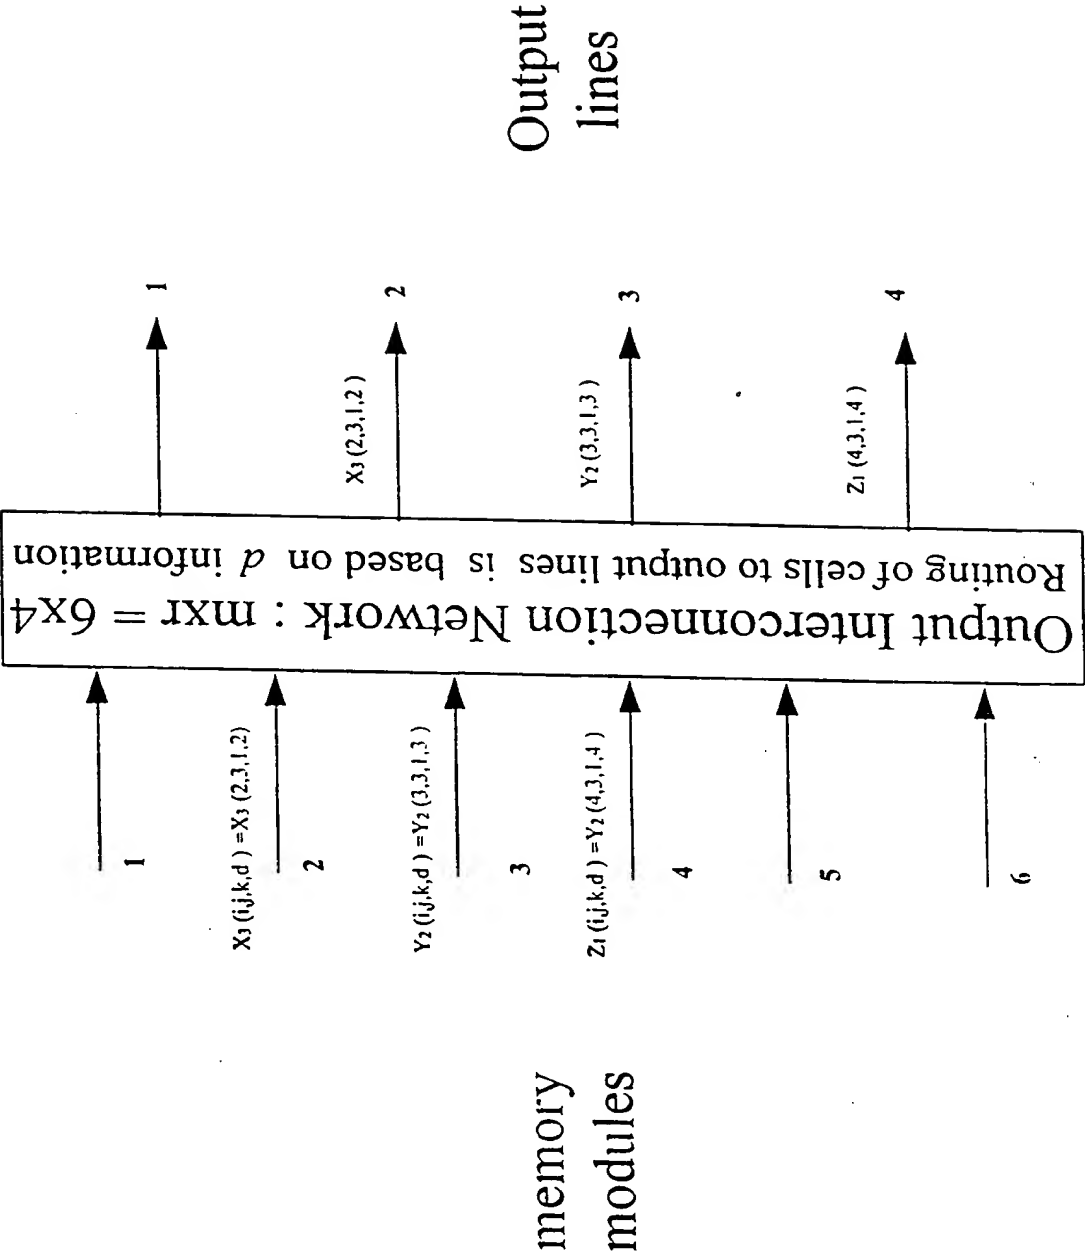 memory
modules
1
X3 (i,j,k,d ) =X3 (2,3,1,2)
2
Y2 (i,j,k,d ) =Y2 (3,3,1,3 )
3
Z1 (i,j,k,d ) =Y2 (4,3,1,4 )
4
5
6
Output Interconnection Network : mxr = 6x4
Routing of cells to output lines is based on d information
1
X3 (2,3,1,2 )
2
Y2 (3,3,1,3 )
3
Z1 (4,3,1,4 )
4
Output
lines